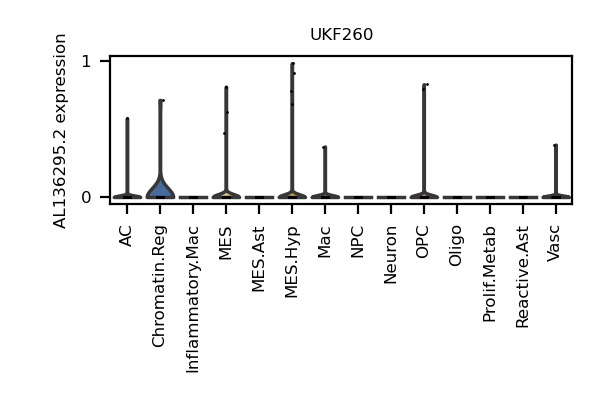 UKF260
AL136295.2 expression
1
0
AC
Chromatin.Reg
Inflammatory.Mac
MES
MES.Ast
MES.Hyp
Mac
NPC
Neuron
OPC
Oligo
Prolif.Metab
Reactive.Ast
Vasc